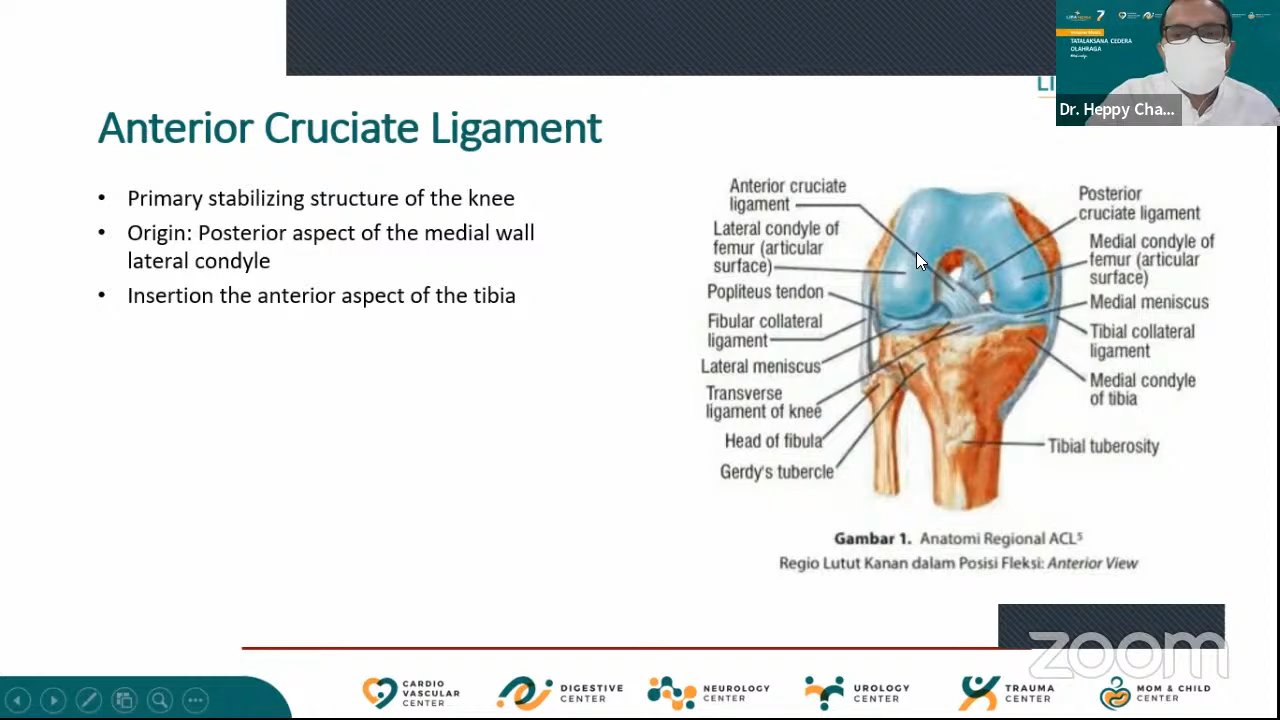 TATALAKSANA CEDERA
OLAHRAGA
Dr. Heppy Cha...
Anterior Cruciate Ligament
• Primary stabilizing structure of the knee
• Origin: Posterior aspect of the medial wall
lateral condyle
• Insertion the anterior aspect of the tibia
Anterior cruciate
ligament
Lateral condyle of
femur (articular
surface)
Popliteus tendon
Fibular collateral
ligament
Lateral meniscus
Transverse
ligament of knee
Head of fibula
Gerdy's tubercle
Posterior
cruciate ligament
Medial condyle of
femur (articular
surface)
Medial meniscus
Tibial collateral
ligament
Medial condyle
of tibia
Tibial tuberosity
Gambar 1. Anatomi Regional ACL⁵
Regio Lutut Kanan dalam Posisi Fleksi: Anterior View
zoom
CARDIO
VASCULAR
CENTER
DIGESTIVE
CENTER
NEUROLOGY
CENTER
UROLOGY
CENTER
TRAUMA
CENTER
MOM & CHILD
CENTER